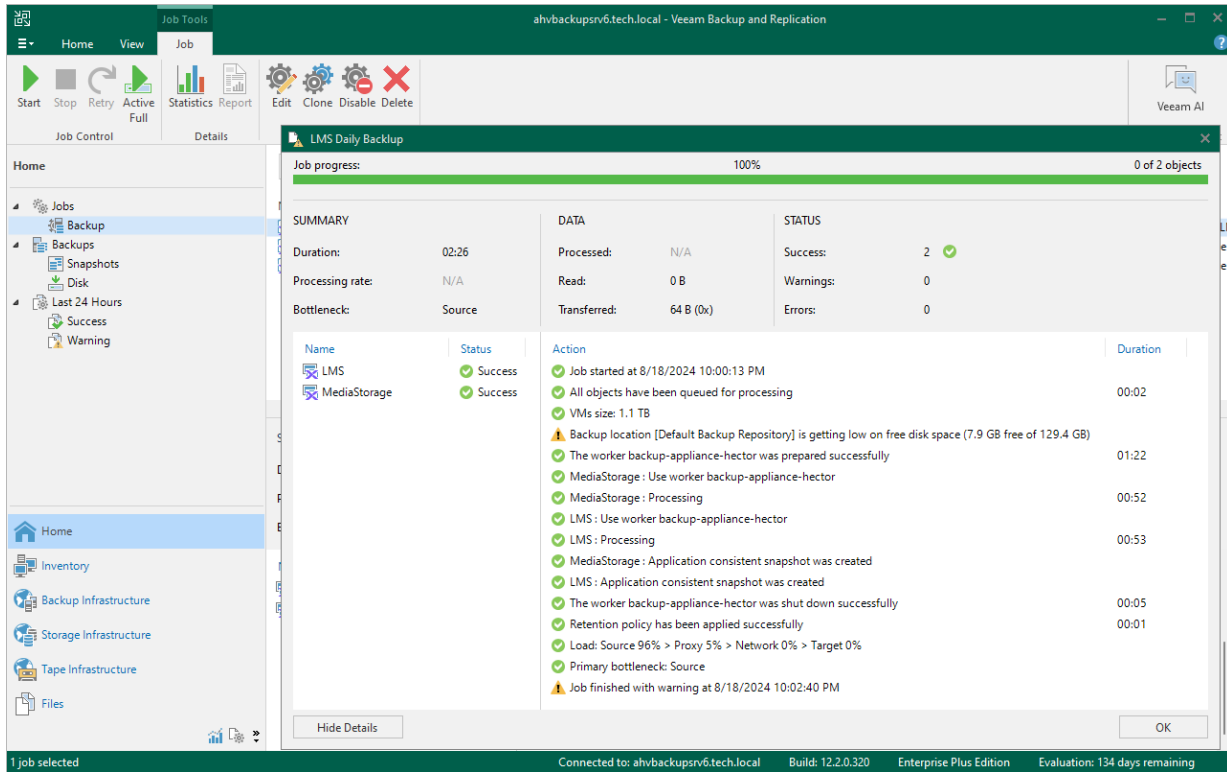 Job Tools
ahvbackupsrv6.tech.local - Veeam Backup and Replication
Home View Job
Start Stop Retry Active Full Statistics Report Edit Clone Disable Delete
Veeam AI
Job Control Details
LMS Daily Backlup
Home
Jobs
Backup
Backups
Snapshots
Disk
Last 24 Hours
Success
Warning
Job progress: 100% 0 of 2 objects
SUMMARY DATA STATUS
Duration: 02:26 Processed: N/A Success: 2
Processing rate: N/A Read: 0 B Warnings: 0
Bottleneck: Source Transferred: 64 B (0x) Errors: 0
Name Status Action Duration
LMS Success
MediaStorage Success
Job started at 8/18/2024 10:00:13 PM
All objects have been queued for processing 00:02
VMs size: 1.1 TB
Backup location [Default Backup Repository] is getting low on free disk space (7.9 GB free of 129.4 GB)
The worker backup-appliance-hector was prepared successfully 01:22
MediaStorage : Use worker backup-appliance-hector
MediaStorage : Processing 00:52
LMS : Use worker backup-appliance-hector
LMS : Processing 00:53
MediaStorage : Application consistent snapshot was created
LMS : Application consistent snapshot was created
The worker backup-appliance-hector was shut down successfully 00:05
Retention policy has been applied successfully 00:01
Load: Source 96% > Proxy 5% > Network 0% > Target 0%
Primary bottleneck: Source
Job finished with warning at 8/18/2024 10:02:40 PM
Hide Details OK
Home
Inventory
Backup Infrastructure
Storage Infrastructure
Tape Infrastructure
Files
1 job selected Connected to: ahvbackupsrv6.tech.local Build: 12.2.0.320 Enterprise Plus Edition Evaluation: 134 days remaining